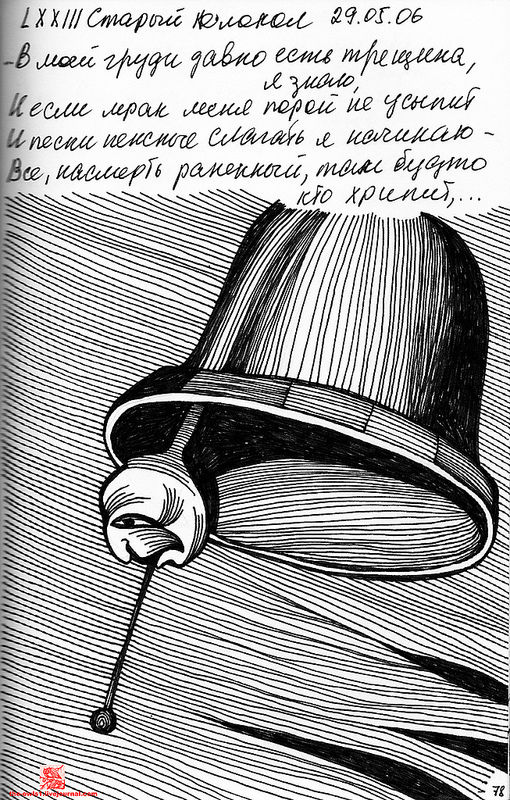 LXXIII Старый колокол 29.05.06
-В моей груди давно есть трещина,
я знаю,
И если мрак меня порой не усыпит
И песни пенсные слагать я начинаю -
Все, насмерть раненный, там будто
кто хрипит,...
- 78